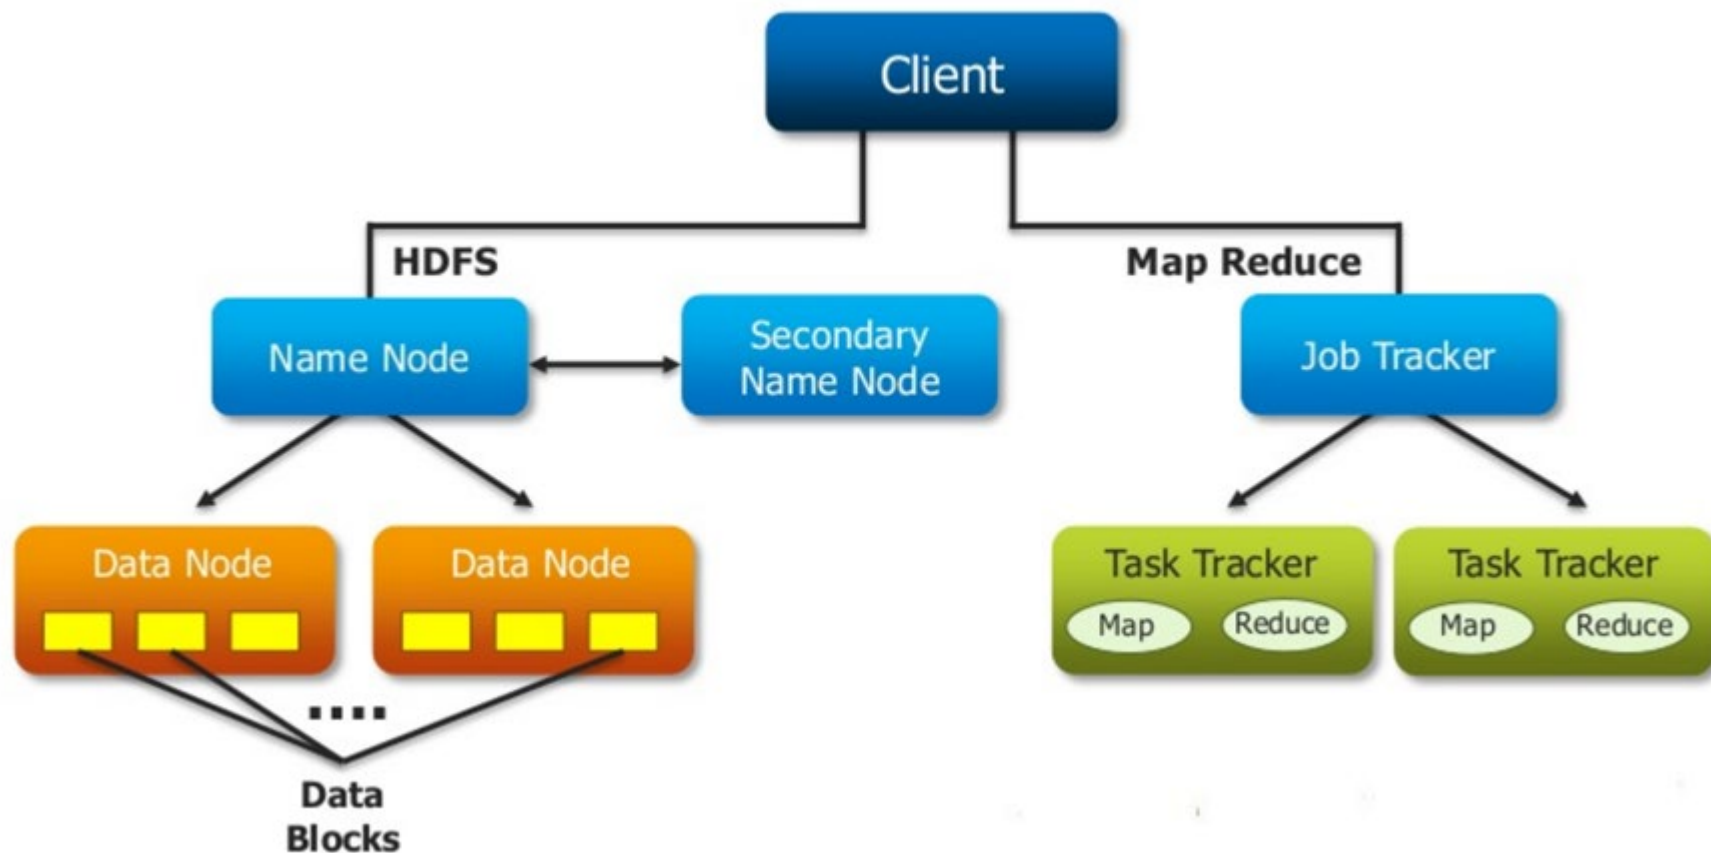 Client
HDFS
Map Reduce
Name Node
Secondary
Name Node
Job Tracker
Data Node
Data Node
Task Tracker
Map
Reduce
Task Tracker
Map
Reduce
....
Data
Blocks